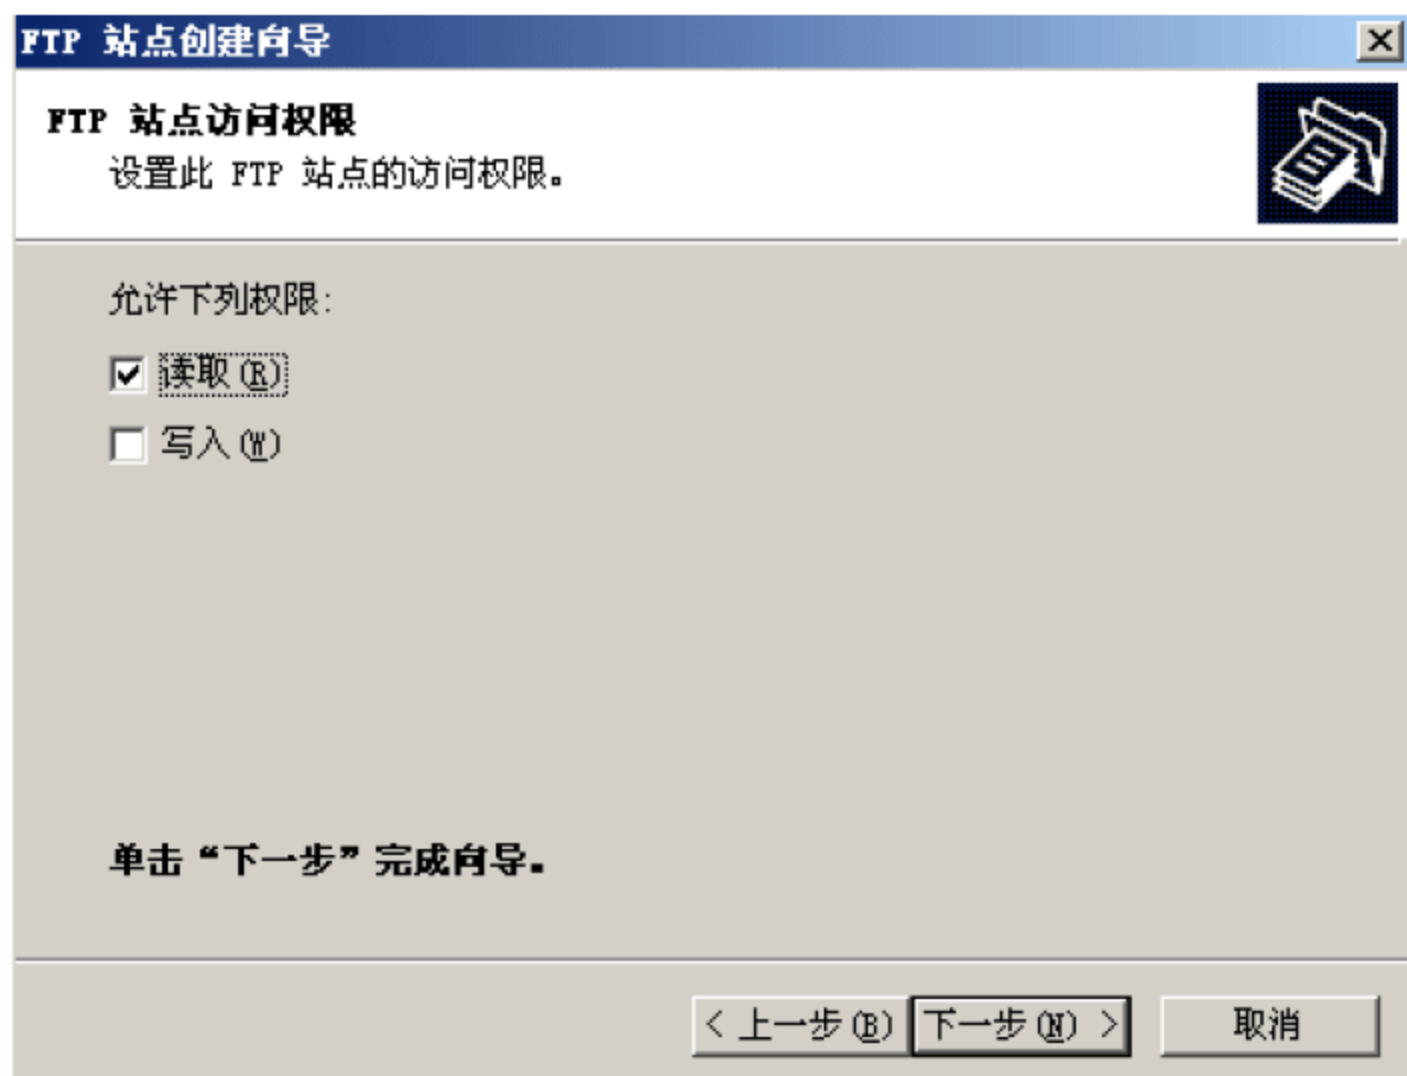 FTP 站点创建向导
FTP 站点访问权限
设置此 FTP 站点的访问权限。
允许下列权限:
读取(R)
写入(W)
单击“下一步”完成向导。
< 上一步(B) 下一步(N) > 取消